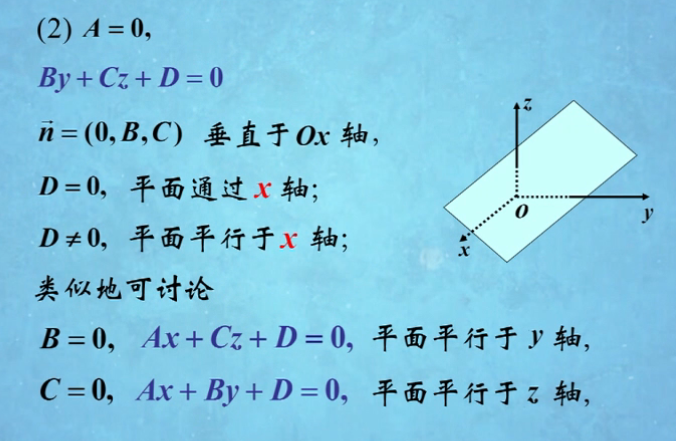 (2) A = 0,
By + Cz + D = 0
n⃗ = (0, B, C) 垂直于 Ox 轴,
D = 0, 平面通过 x 轴;
D ≠ 0, 平面平行于 x 轴;
类似地可讨论
B = 0, Ax + Cz + D = 0, 平面平行于 y 轴,
C = 0, Ax + By + D = 0, 平面平行于 z 轴,
z
o
y
x